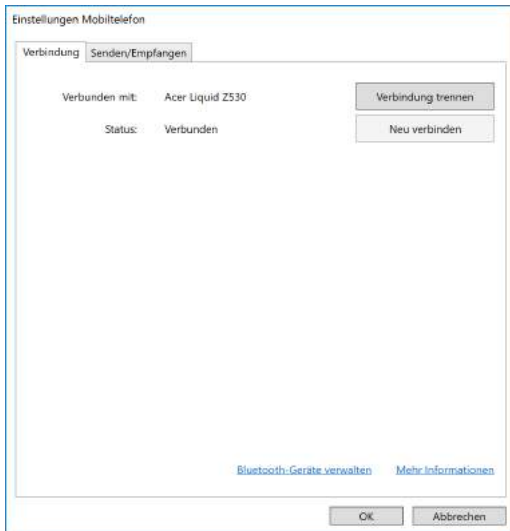 Einstellungen Mobiltelefon
Verbindung Senden/Empfangen
Verbunden mit: Acer Liquid Z530 Verbindung trennen
Status: Verbunden Neu verbinden
Bluetooth-Geräte verwalten Mehr Informationen
OK Abbrechen